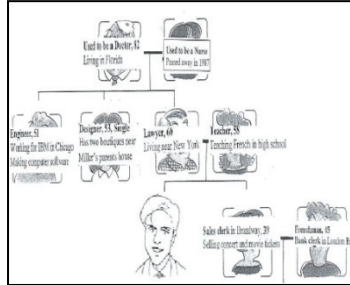 Used to be a Doctor, 82
Living in Florida
Used to be a Nurse
Passed away in 1987
Engineer, 51
Working for IBM in Chicago
Making computer software
Designer, 53, Single
Has two boutiques near
Miller's parents house
Lawyer, 60
Living near New York
Teacher, 58
Teaching French in high school
Sales clerk in Broadway, 39
Selling concert and movie tickets
Bank clerk in London